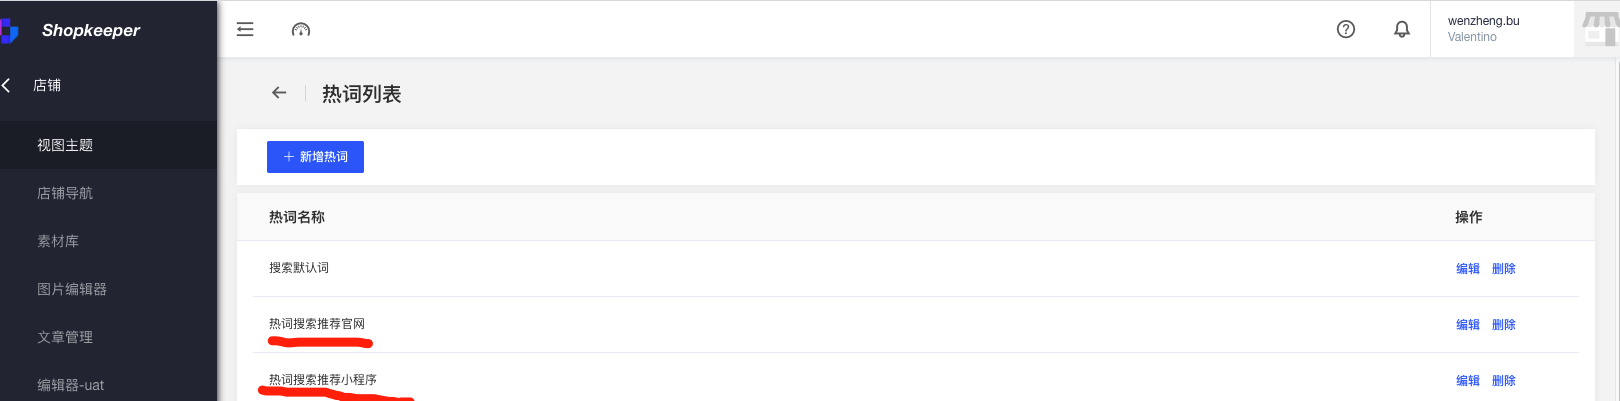 Shopkeeper
wenzheng.bu
Valentino
店铺
热词列表
视图主题
店铺导航
素材库
图片编辑器
文章管理
编辑器-uat
+ 新增热词
热词名称 操作
搜索默认词 编辑 删除
热词搜索推荐官网 编辑 删除
热词搜索推荐小程序 编辑 删除